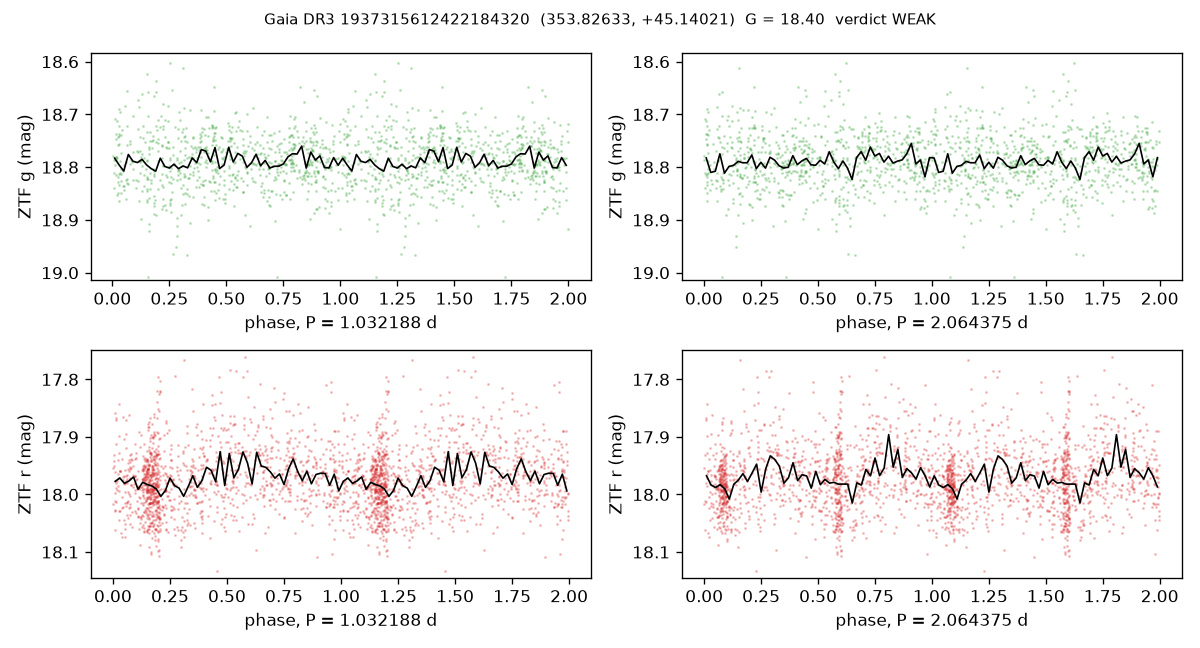 Gaia DR3 1937315612422184320 (353.82633, +45.14021) G = 18.40 verdict WEAK
ZTF g (mag)
18.6
18.7
18.8
18.9
19.0
0.00 0.25 0.50 0.75 1.00 1.25 1.50 1.75 2.00
phase, P = 1.032188 d
ZTF g (mag)
18.6
18.7
18.8
18.9
19.0
0.00 0.25 0.50 0.75 1.00 1.25 1.50 1.75 2.00
phase, P = 2.064375 d
ZTF r (mag)
17.8
17.9
18.0
18.1
0.00 0.25 0.50 0.75 1.00 1.25 1.50 1.75 2.00
phase, P = 1.032188 d
ZTF r (mag)
17.8
17.9
18.0
18.1
0.00 0.25 0.50 0.75 1.00 1.25 1.50 1.75 2.00
phase, P = 2.064375 d